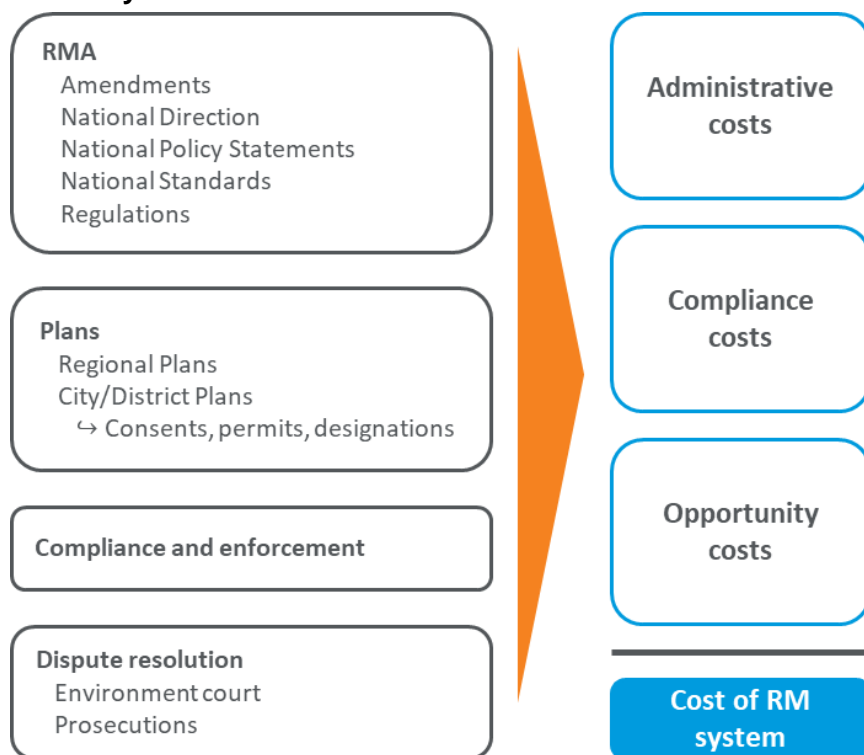 RMA
Amendments
National Direction
National Policy Statements
National Standards
Regulations
Plans
Regional Plans
City/District Plans
↪ Consents, permits, designations
Compliance and enforcement
Dispute resolution
Environment court
Prosecutions
Administrative
costs
Compliance
costs
Opportunity
costs
Cost of RM
system